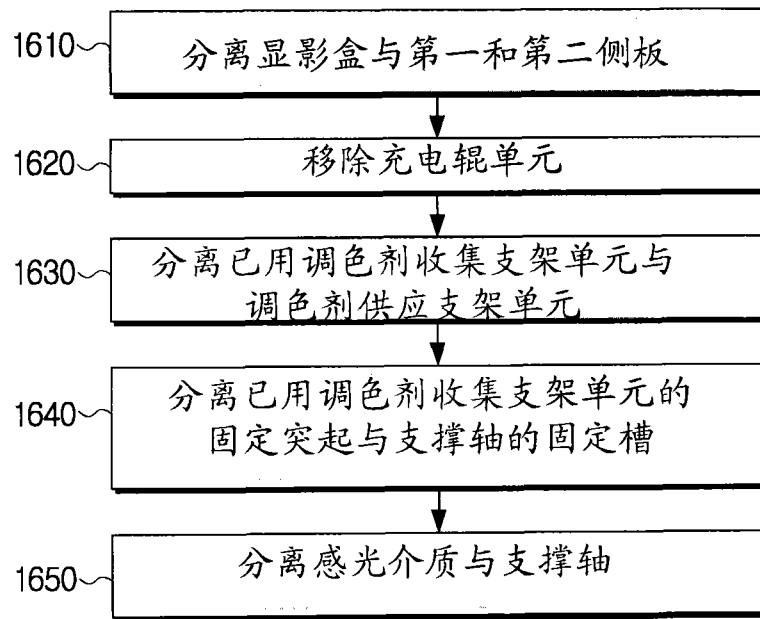 1610
分离显影盒与第一和第二侧板
1620
移除充电辊单元
1630
分离已用调色剂收集支架单元与
调色剂供应支架单元
1640
分离已用调色剂收集支架单元的
固定突起与支撑轴的固定槽
1650
分离感光介质与支撑轴